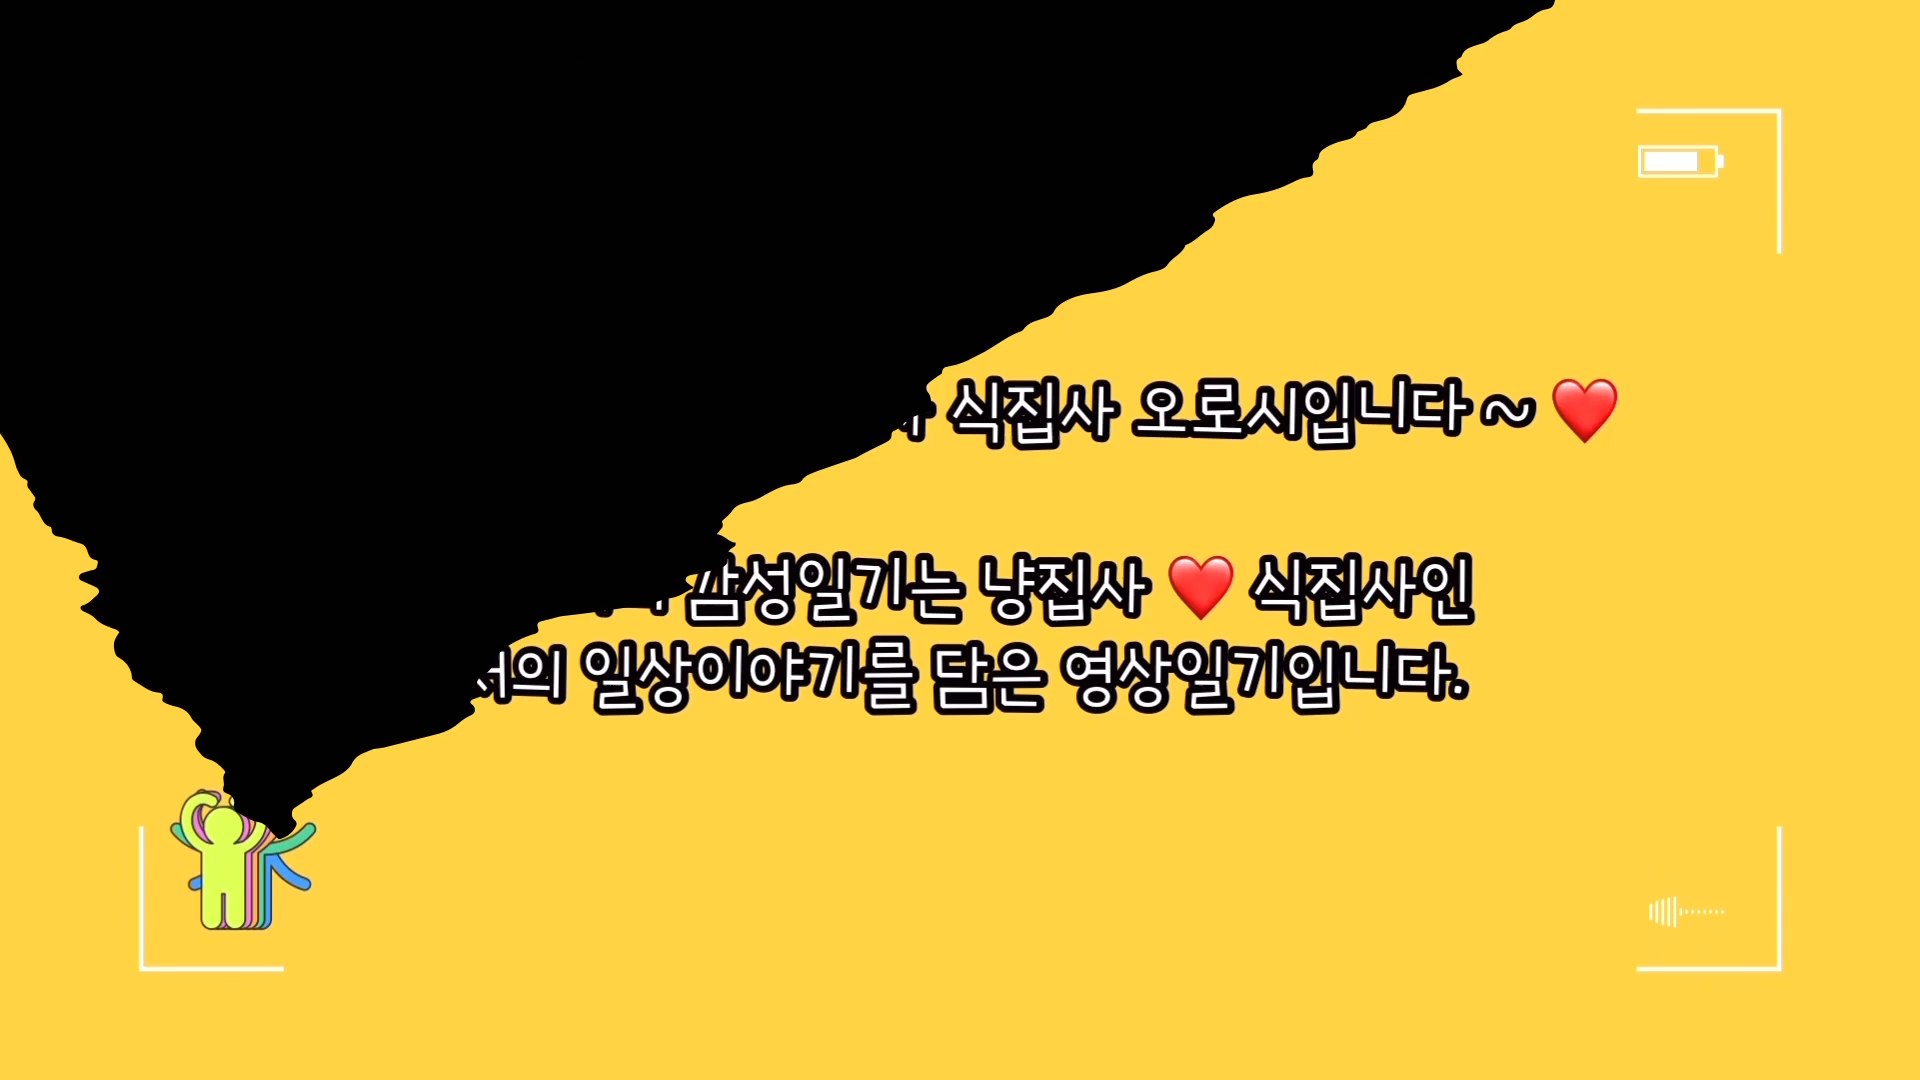 식집사 오로시입니다 ~ ❤️
감성일기는 냥집사 ❤️ 식집사인
일상이야기를 담은 영상일기입니다.